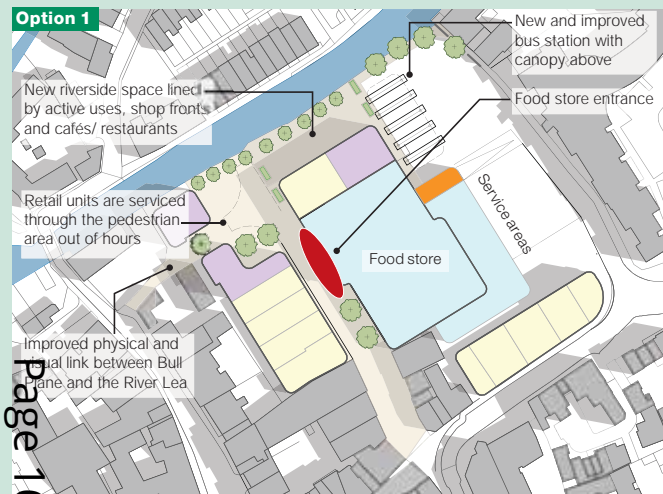 Option 1
New and improved
bus station with
canopy above
New riverside space lined
by active uses, shop fronts
and cafés/ restaurants
Food store entrance
Retail units are serviced
through the pedestrian
area out of hours
Service areas
Food store
Improved physical and
visual link between Bull
Plane and the River Lea
Page